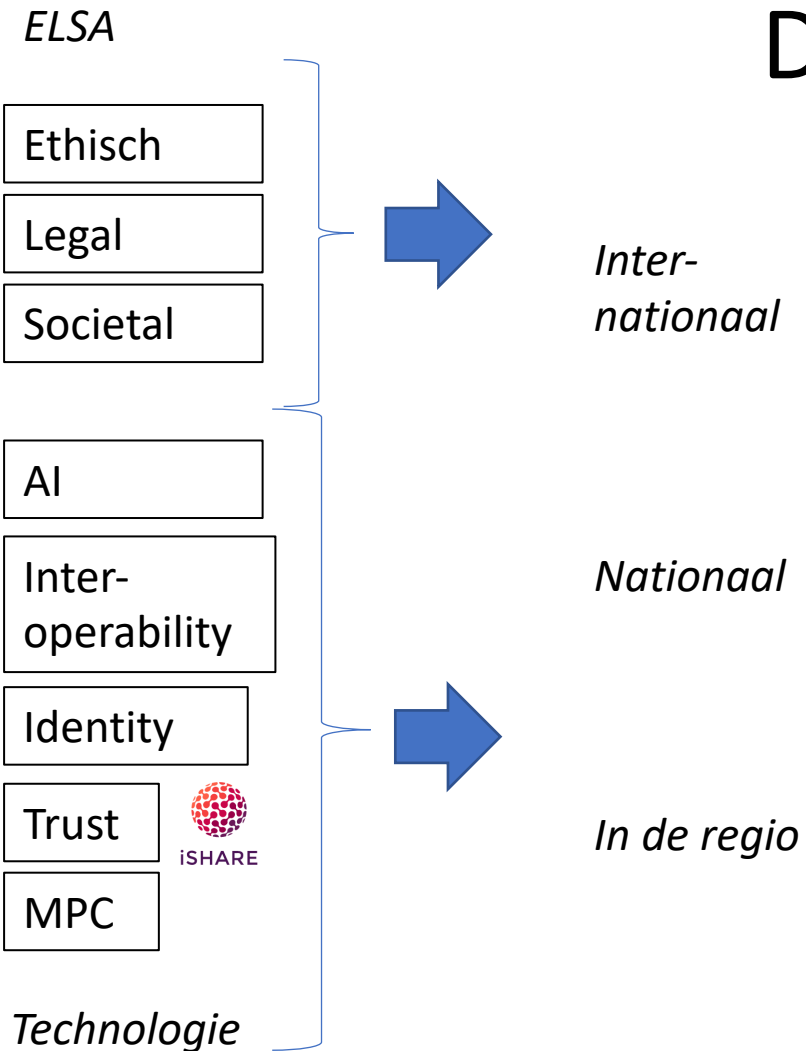 ELSA
D
Ethisch
Legal
Societal
Inter-
nationaal
AI
Inter-
operability
Nationaal
Identity
Trust
iSHARE
In de regio
MPC
Technologie